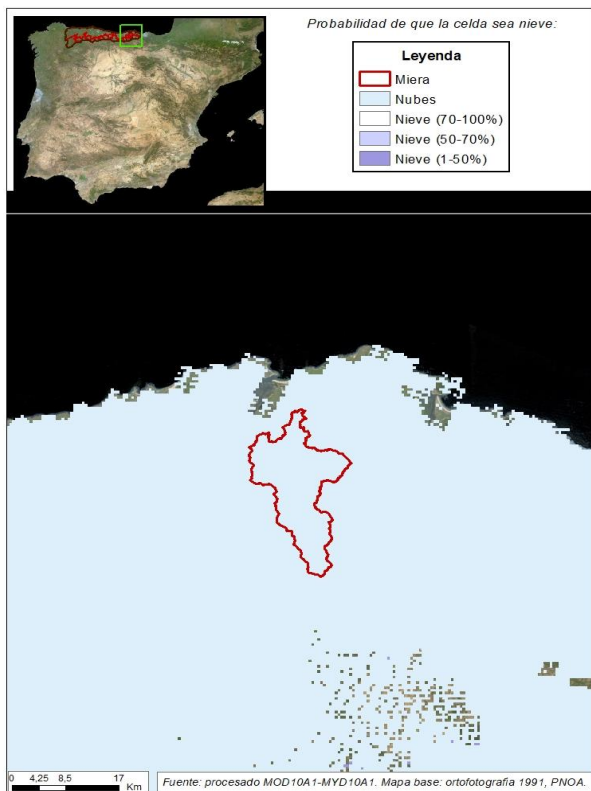 Probabilidad de que la celda sea nieve:
Leyenda
Miera
Nubes
Nieve (70-100%)
Nieve (50-70%)
Nieve (1-50%)
0 4,25 8,5 17
Km
Fuente: procesado MOD10A1-MYD10A1. Mapa base: ortofotografía 1991, PNOA.